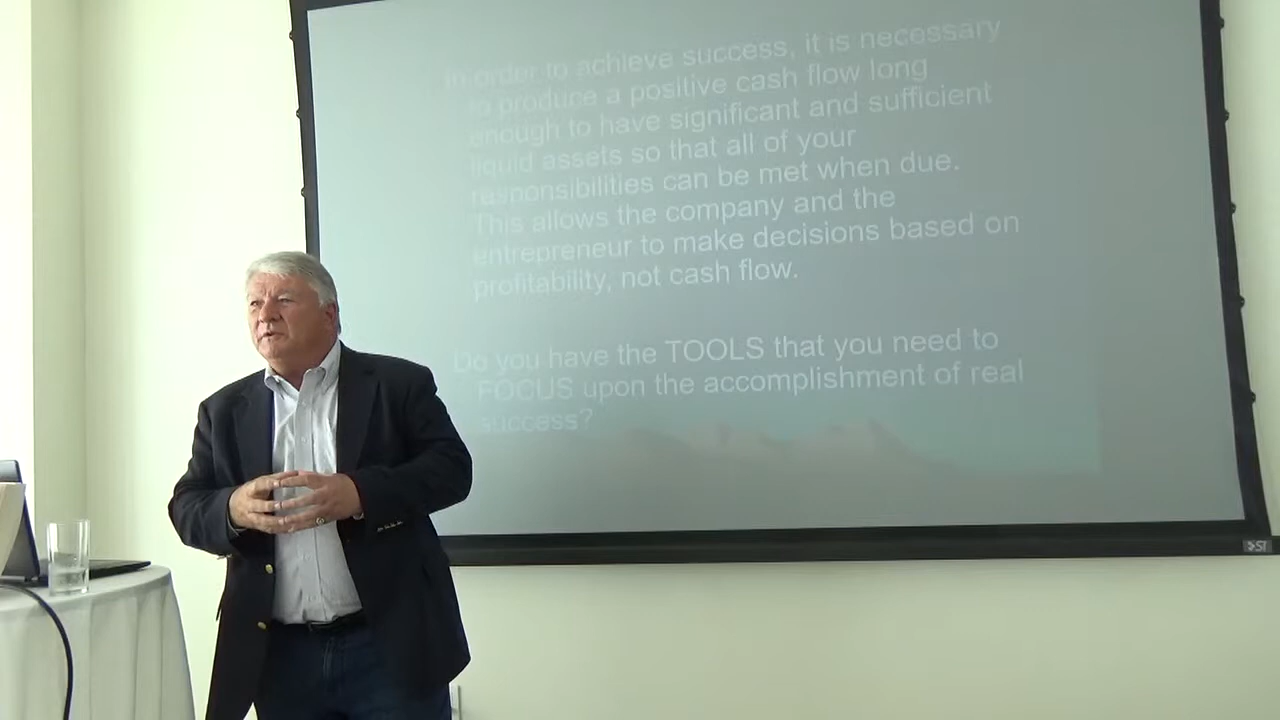 In order to achieve success, it is necessary
to produce a positive cash flow long
enough to have significant and sufficient
liquid assets so that all of your
responsibilities can be met when due.
This allows the company and the
entrepreneur to make decisions based on
profitability, not cash flow.
Do you have the TOOLS that you need to
FOCUS upon the accomplishment of real
success?